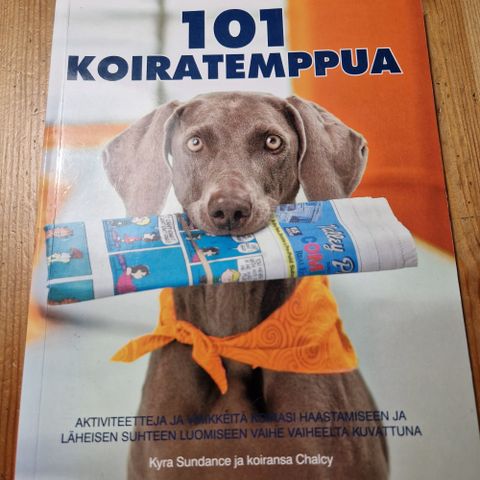 101
KOIRATEMPPUA
AKTIVITEETTEJA JA HAASTAMISEEN JA
LÄHEISEN SUHTEEN LUOMISEEN VAIHE VAIHEELTA KUVATTUNA
Kyra Sundance ja koiransa Chalcy